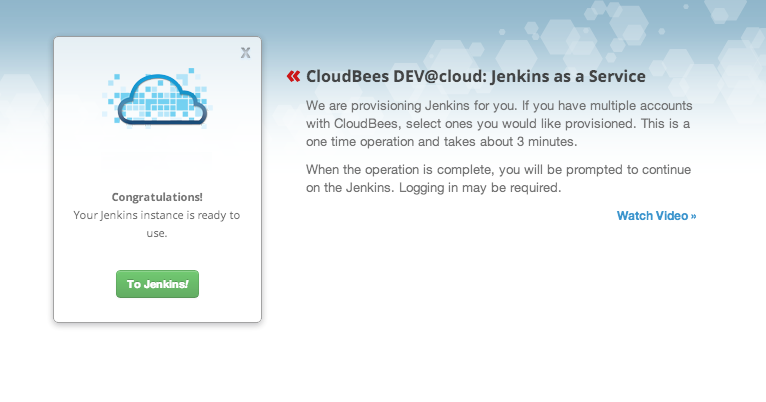 X
Congratulations!
Your Jenkins instance is ready to
use.
To Jenkins!
« CloudBees DEV@cloud: Jenkins as a Service
We are provisioning Jenkins for you. If you have multiple accounts
with CloudBees, select ones you would like provisioned. This is a
one time operation and takes about 3 minutes.
When the operation is complete, you will be prompted to continue
on the Jenkins. Logging in may be required.
Watch Video »